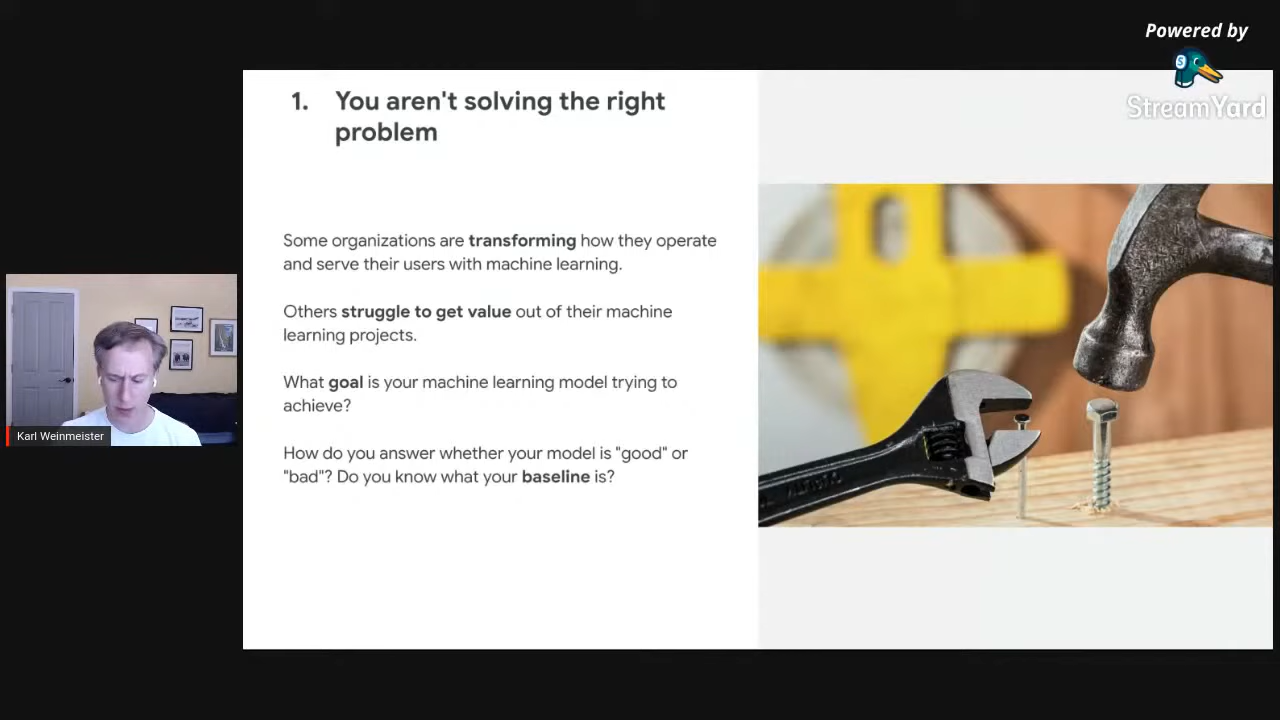 Powered by
StreamYard
1. You aren't solving the right
problem
Some organizations are transforming how they operate
and serve their users with machine learning.
Others struggle to get value out of their machine
learning projects.
What goal is your machine learning model trying to
achieve?
How do you answer whether your model is "good" or
"bad"? Do you know what your baseline is?
Karl Weinmeister